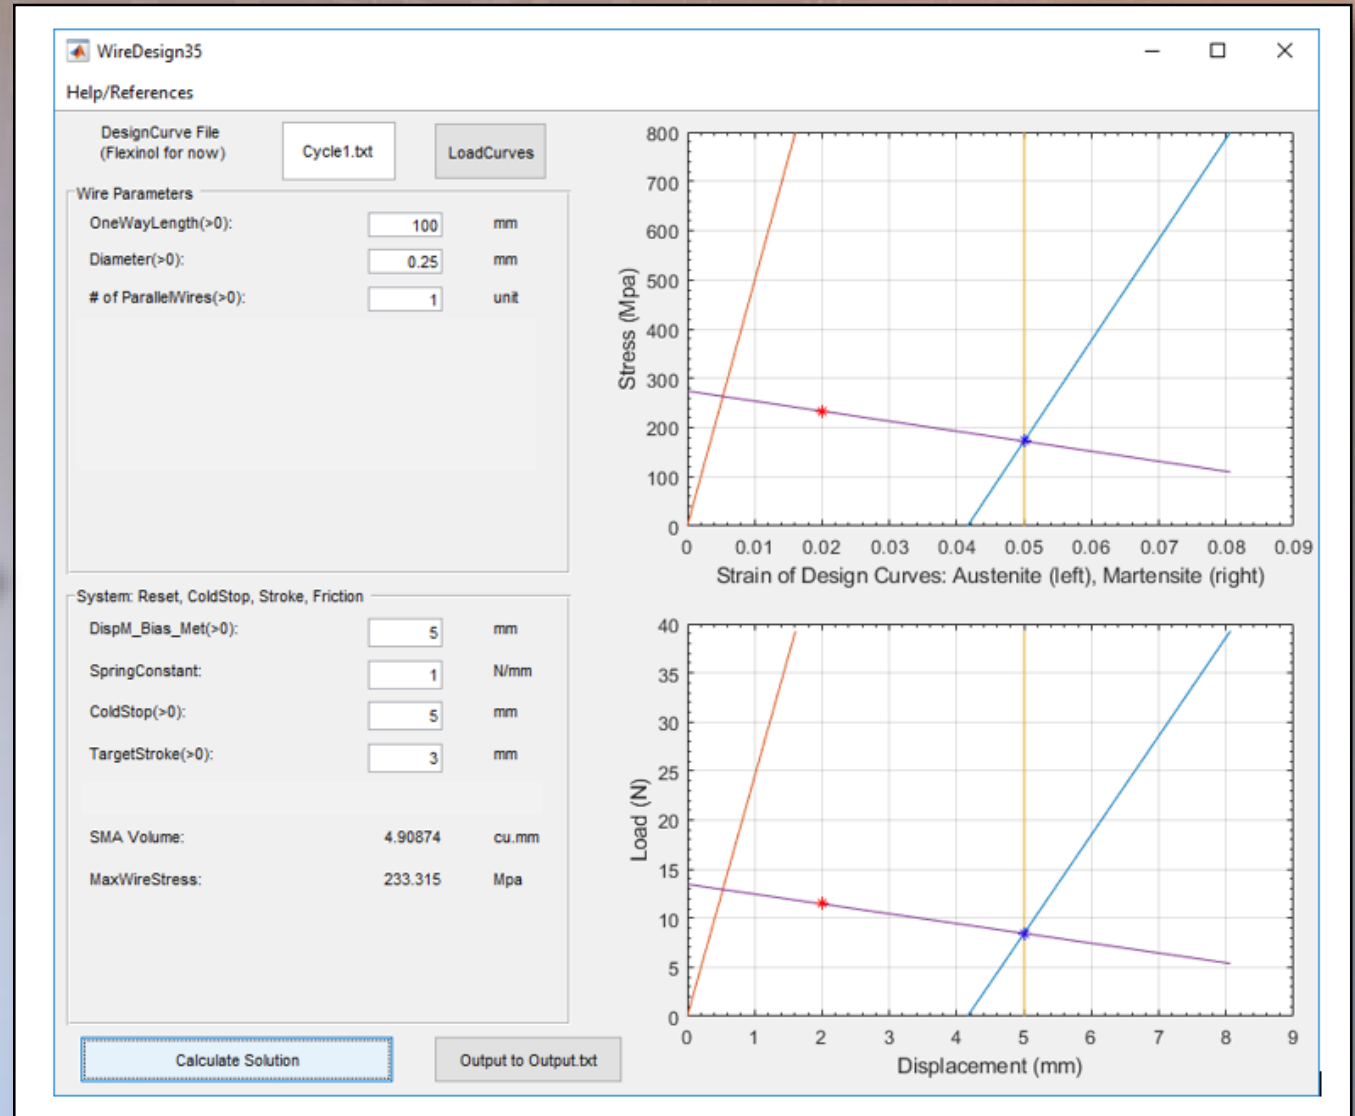 WireDesign35
Help/References
DesignCurve File
(Flexinol for now)
Cycle1.txt
LoadCurves
Wire Parameters
OneWayLength(>0): 100 mm
Diameter(>0): 0.25 mm
# of ParallelWires(>0): 1 unit
System: Reset, ColdStop, Stroke, Friction
DispM_Bias_Met(>0): 5 mm
SpringConstant: 1 N/mm
ColdStop(>0): 5 mm
TargetStroke(>0): 3 mm
SMA Volume: 4.90874 cu.mm
MaxWireStress: 233.315 Mpa
Calculate Solution
Output to Output.txt
Stress (Mpa)
800
700
600
500
400
300
200
100
0
0 0.01 0.02 0.03 0.04 0.05 0.06 0.07 0.08 0.09
Strain of Design Curves: Austenite (left), Martensite (right)
Load (N)
40
35
30
25
20
15
10
5
0
0 1 2 3 4 5 6 7 8 9
Displacement (mm)